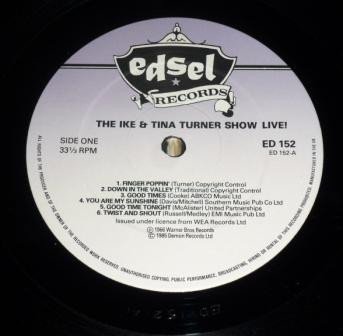 edsel
RECORDS
THE IKE & TINA TURNER SHOW LIVE!
SIDE ONE
33⅓ RPM
ED 152
ED 152-A
1. FINGER POPPIN' (Turner) Copyright Control
2. DOWN IN THE VALLEY (Traditional) Copyright Control
3. GOOD TIMES (Cooke) ABKCO Music Ltd
4. YOU ARE MY SUNSHINE (Davis/Mitchell) Southern Music Pub Co Ltd
5. GOOD TIME TONIGHT (McAlister) United Partnerships
6. TWIST AND SHOUT (Russell/Medley) EMI Music Pub Ltd
Issued under licence from WEA Records Ltd
℗ 1966 Warner Bros Records
© 1985 Demon Records Ltd
ALL RIGHTS OF THE PRODUCER AND OF THE OWNER OF THE RECORDED WORK RESERVED. UNAUTHORISED COPYING, PUBLIC PERFORMANCE, BROADCASTING, HIRING OR RENTAL OF THIS RECORDING PROHIBITED. MANUFACTURED IN THE UK